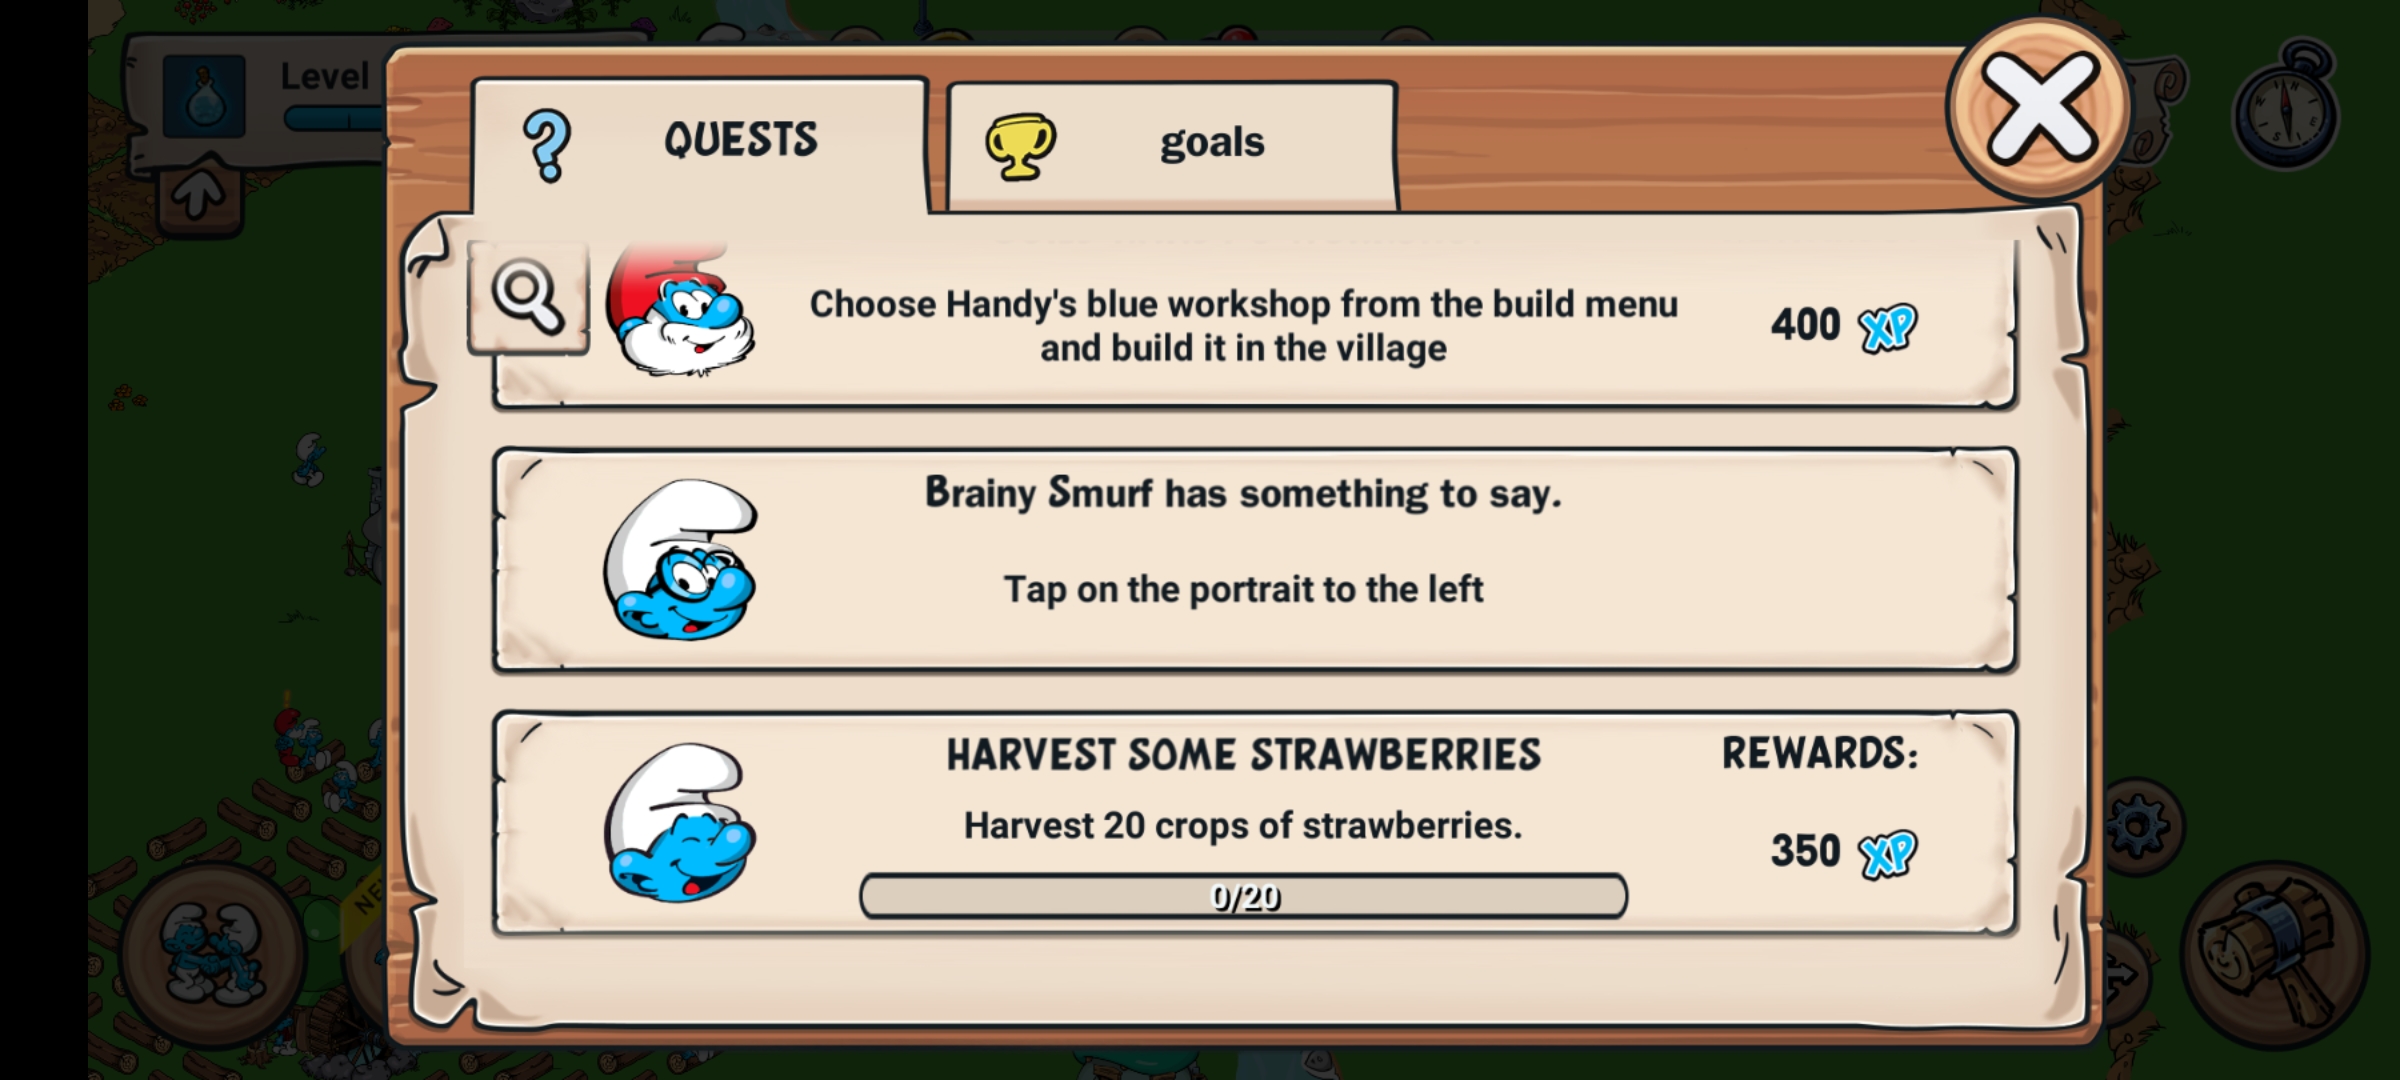 Level
QUESTS
goals
Choose Handy's blue workshop from the build menu
and build it in the village
400 XP
Brainy Smurf has something to say.
Tap on the portrait to the left
HARVEST SOME STRAWBERRIES
REWARDS:
Harvest 20 crops of strawberries.
350 XP
0/20